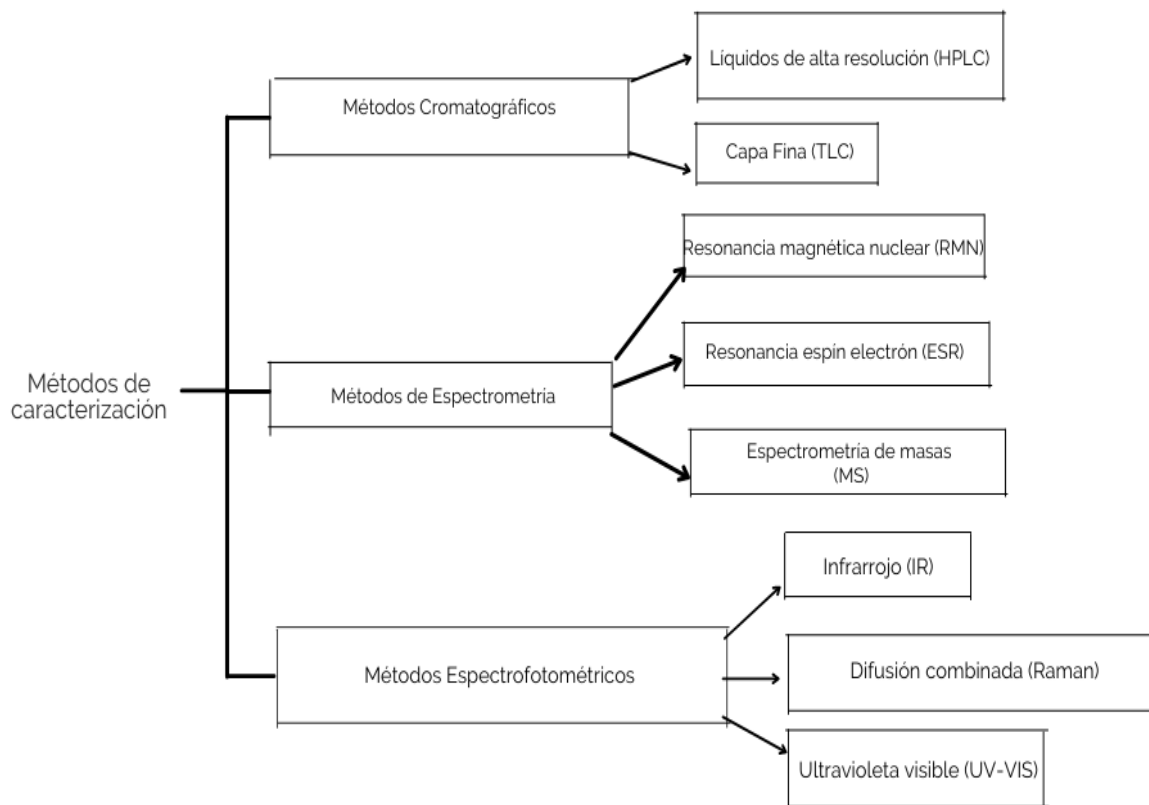 Métodos de
caracterización
Métodos Cromatográficos
Líquidos de alta resolución (HPLC)
Capa Fina (TLC)
Métodos de Espectrometría
Resonancia magnética nuclear (RMN)
Resonancia espín electrón (ESR)
Espectrometría de masas
(MS)
Métodos Espectrofotométricos
Infrarrojo (IR)
Difusión combinada (Raman)
Ultravioleta visible (UV-VIS)